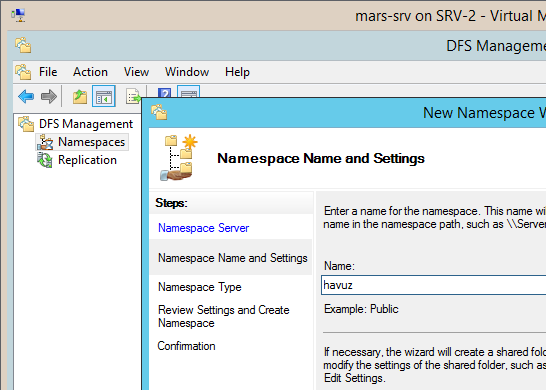 mars-srv on SRV-2 - Virtual M
DFS Manageme
File Action View Window Help
New Namespace W
DFS Management
Namespaces
Replication
Namespace Name and Settings
Steps:
Namespace Server
Namespace Name and Settings
Namespace Type
Review Settings and Create
Namespace
Confirmation
Enter a name for the namespace. This name wi
name in the namespace path, such as \\Server
Name:
havuz
Example: Public
If necessary, the wizard will create a shared fold
modify the settings of the shared folder, such as
Edit Settings.